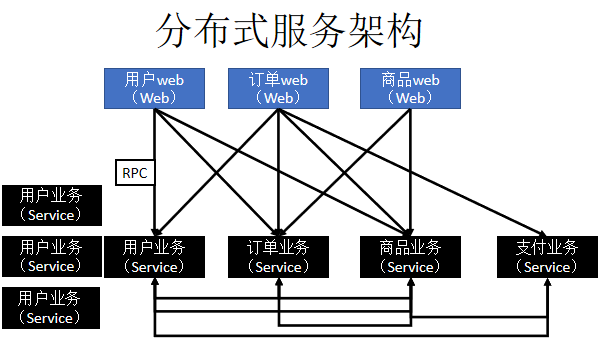 分布式服务架构
用户web
（Web）
订单web
（Web）
商品web
（Web）
RPC
用户业务
（Service）
用户业务
（Service）
用户业务
（Service）
订单业务
（Service）
商品业务
（Service）
支付业务
（Service）
用户业务
（Service）